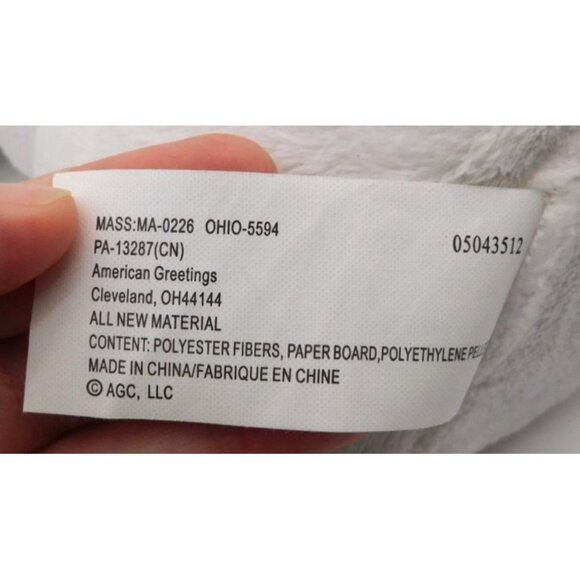 MASS:MA-0226 OHIO-5594
05043512
PA-13287(CN)
American Greetings
Cleveland, OH44144
ALL NEW MATERIAL
CONTENT: POLYESTER FIBERS, PAPER BOARD,POLYETHYLENE
MADE IN CHINA/FABRIQUE EN CHINE
© AGC, LLC